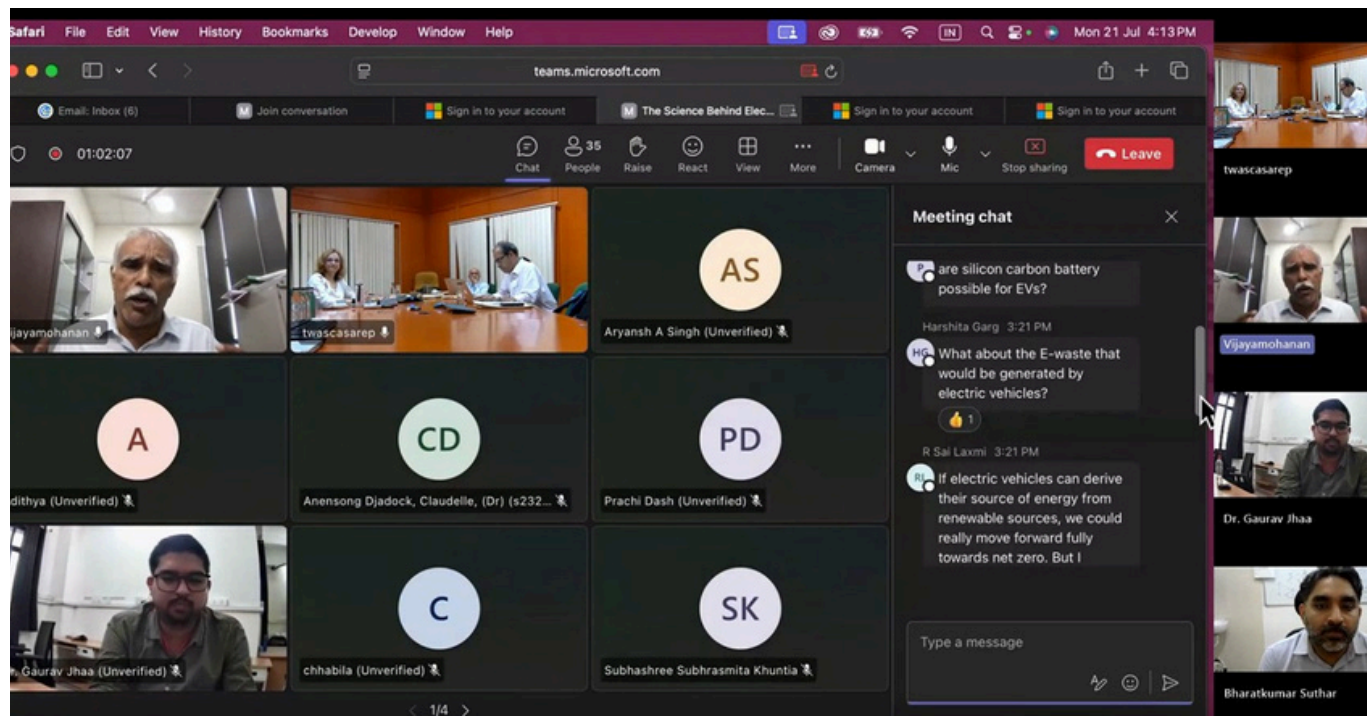 Safari File Edit View History Bookmarks Develop Window Help IN Mon 21 Jul 4:13 PM
teams.microsoft.com
Email: Inbox (6) M Join conversation Sign in to your account M The Science Behind Elec... Sign in to your account Sign in to your account
01:02:07
35
Chat People Raise React View More Camera Mic Stop sharing Leave
ijayamohanan
twascasarep
AS
Aryansh A Singh (Unverified)
A
dithya (Unverified)
CD
Anensong Djadock, Claudelle, (Dr) (s232...
PD
Prachi Dash (Unverified)
r. Gaurav Jhaa (Unverified)
C
chhabila (Unverified)
SK
Subhashree Subhrasmita Khuntia
1/4
Meeting chat
P
are silicon carbon battery
possible for EVs?
Harshita Garg 3:21 PM
HG
What about the E-waste that
would be generated by
electric vehicles?
👍 1
R Sai Laxmi 3:21 PM
If electric vehicles can derive
their source of energy from
renewable sources, we could
really move forward fully
towards net zero. But I
Type a message
twascasarep
Vijayamohanan
Dr. Gaurav Jhaa
Bharatkumar Suthar